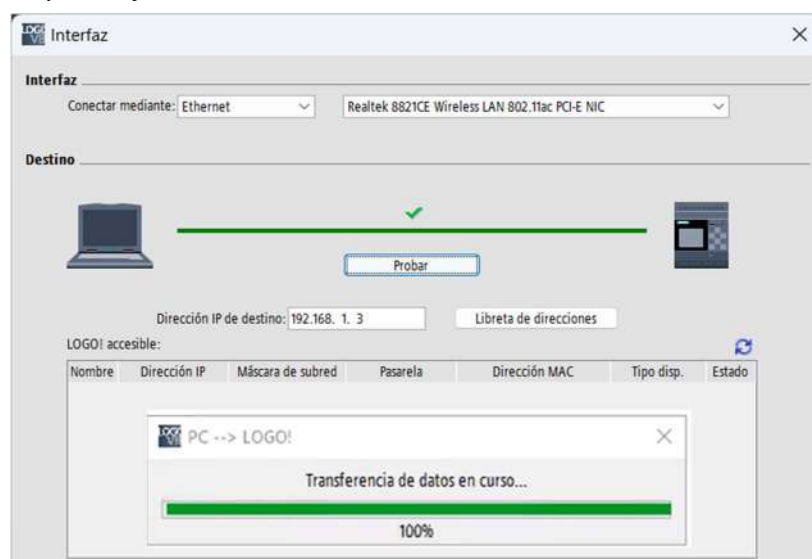 Interfaz
Interfaz
Conectar mediante: Ethernet Realtek 8821CE Wireless LAN 802.11ac PCI-E NIC
Destino
Probar
Dirección IP de destino: 192.168. 1. 3 Libreta de direcciones
LOGO! accesible:
Nombre Dirección IP Máscara de subred Pasarela Dirección MAC Tipo disp. Estado
PC --> LOGO!
Transferencia de datos en curso...
100%